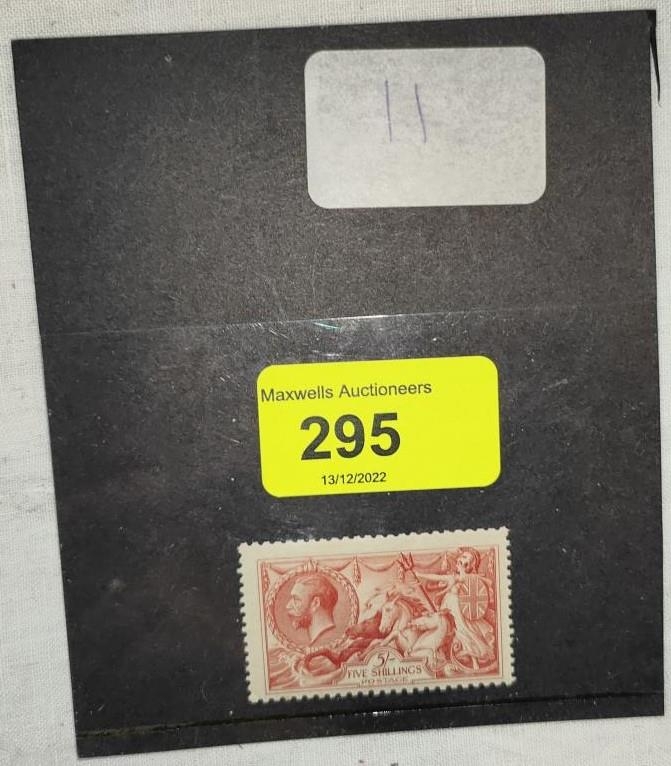 11
Maxwells Auctioneers
295
13/12/2022
5/-
FIVE SHILLINGS
POSTAGE